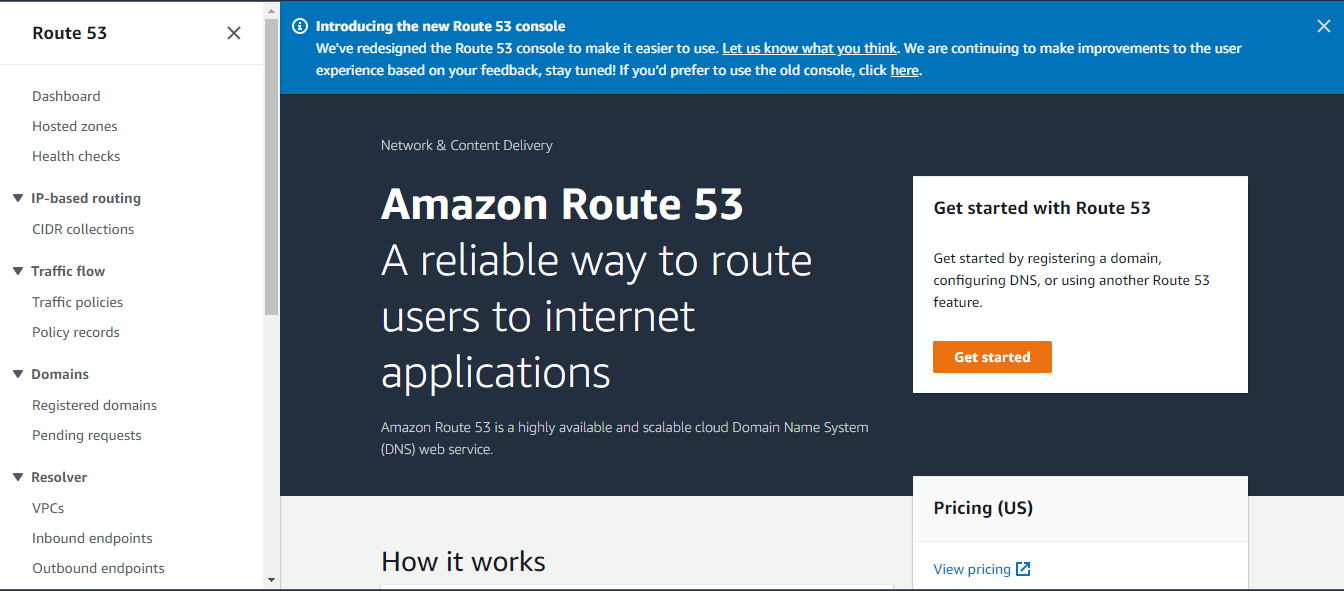 Route 53
Dashboard
Hosted zones
Health checks
IP-based routing
CIDR collections
Traffic flow
Traffic policies
Policy records
Domains
Registered domains
Pending requests
Resolver
VPCs
Inbound endpoints
Outbound endpoints
Introducing the new Route 53 console
We've redesigned the Route 53 console to make it easier to use. Let us know what you think. We are continuing to make improvements to the user
experience based on your feedback, stay tuned! If you'd prefer to use the old console, click here.
Network & Content Delivery
Amazon Route 53
A reliable way to route
users to internet
applications
Amazon Route 53 is a highly available and scalable cloud Domain Name System
(DNS) web service.
Get started with Route 53
Get started by registering a domain,
configuring DNS, or using another Route 53
feature.
Get started
How it works
Pricing (US)
View pricing